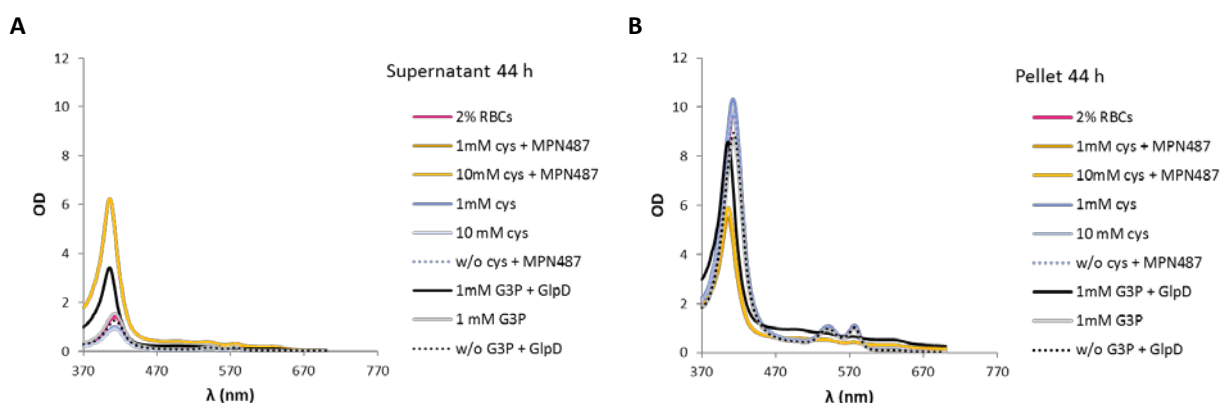 A
Supernatant 44 h
12
10
8
6
4
2
0
OD
370
470
570
670
770
λ (nm)
2% RBCs
1mM cys + MPN487
10mM cys + MPN487
1mM cys
10 mM cys
w/o cys + MPN487
1mM G3P + GlpD
1 mM G3P
w/o G3P + GlpD
B
Pellet 44 h
12
10
8
6
4
2
0
OD
370
470
570
670
770
λ (nm)
2% RBCs
1mM cys + MPN487
10mM cys + MPN487
1mM cys
10 mM cys
w/o cys + MPN487
1mM G3P + GlpD
1mM G3P
w/o G3P + GlpD